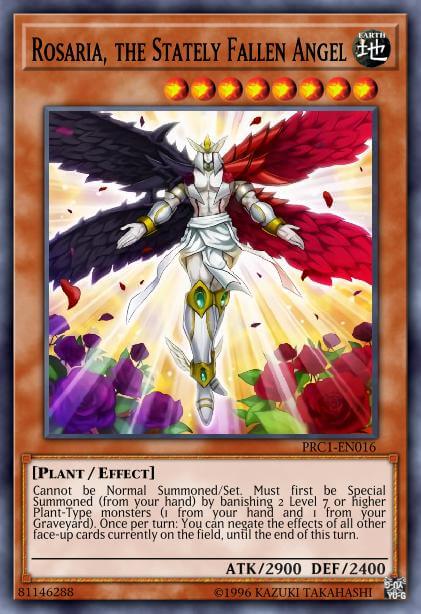 ROSARIA, THE STATELY FALLEN ANGEL
EARTH
地
PRC1-EN016
[PLANT / EFFECT]
Cannot be Normal Summoned/Set. Must first be Special
Summoned (from your hand) by banishing 2 Level 7 or higher
Plant-Type monsters (1 from your hand and 1 from your
Graveyard). Once per turn: You can negate the effects of all other
face-up cards currently on the field, until the end of this turn.
ATK/2900 DEF/2400
81146288
©1996 KAZUKI TAKAHASHI